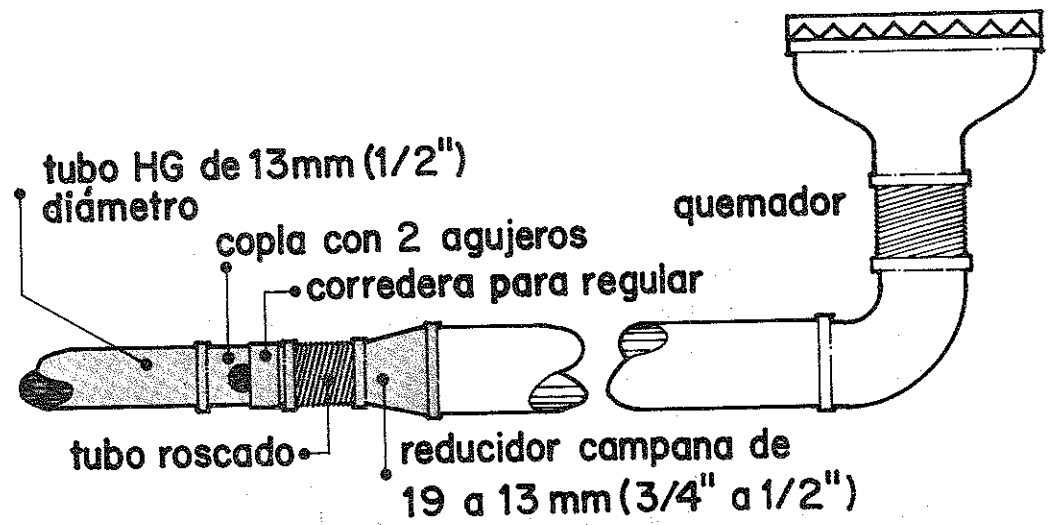 tubo HG de 13mm (1/2")
diámetro
copla con 2 agujeros
corredera para regular
quemador
tubo roscado
reducidor campana de
19 a 13 mm (3/4" a 1/2")